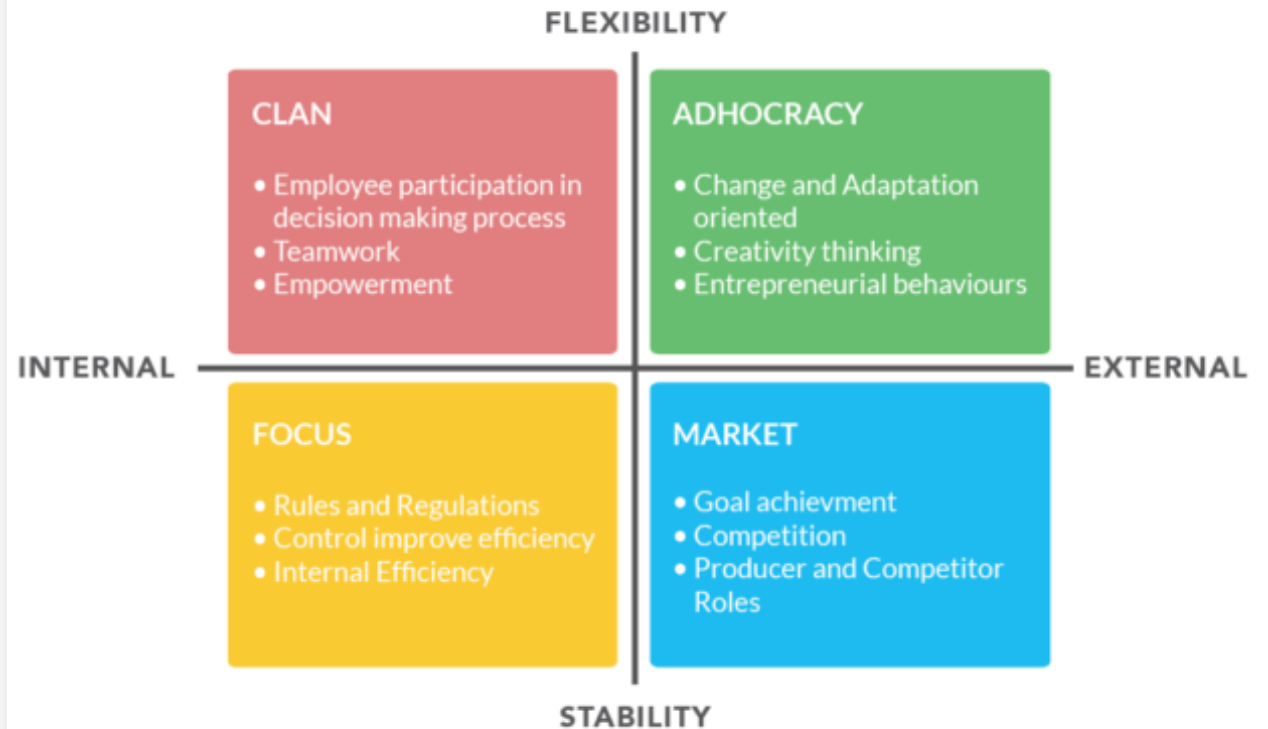 FLEXIBILITY
CLAN
• Employee participation in
decision making process
• Teamwork
• Empowerment
ADHOCRACY
• Change and Adaptation
oriented
• Creativity thinking
• Entrepreneurial behaviours
INTERNAL
EXTERNAL
FOCUS
• Rules and Regulations
• Control improve efficiency
• Internal Efficiency
MARKET
• Goal achievment
• Competition
• Producer and Competitor
Roles
STABILITY